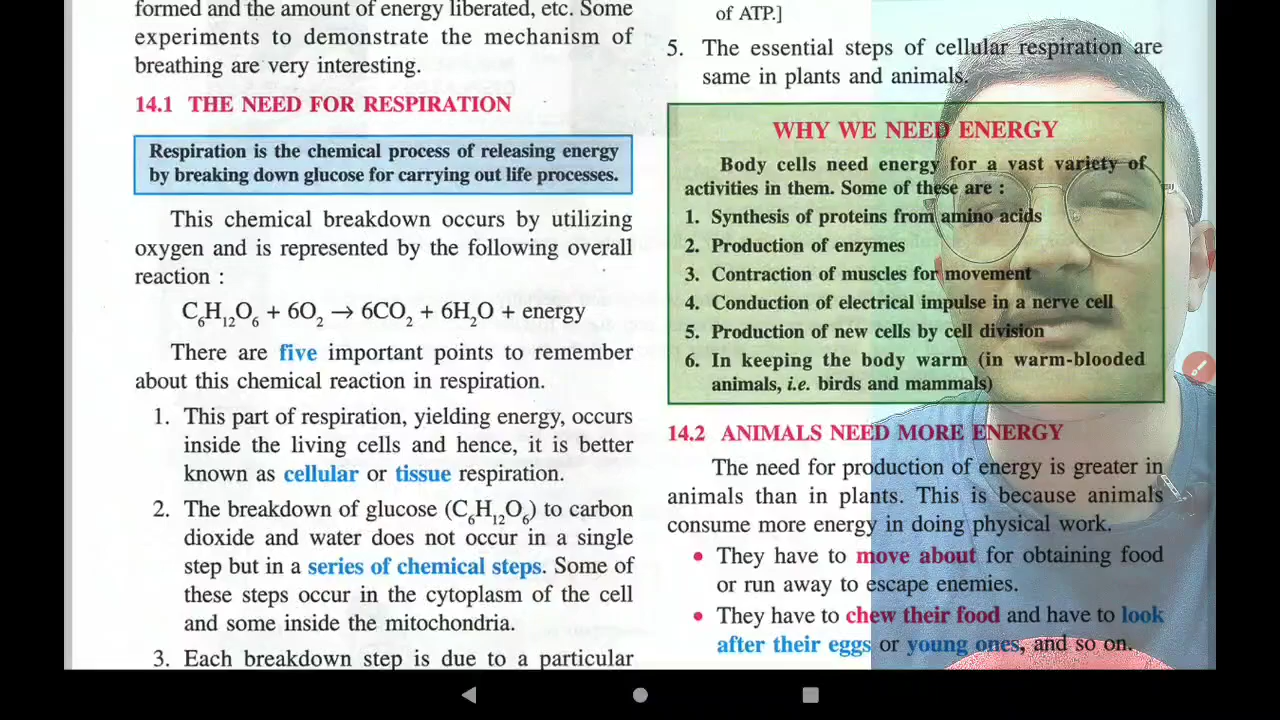 formed and the amount of energy liberated, etc. Some
experiments to demonstrate the mechanism of
breathing are very interesting.
14.1 THE NEED FOR RESPIRATION
Respiration is the chemical process of releasing energy
by breaking down glucose for carrying out life processes.
This chemical breakdown occurs by utilizing
oxygen and is represented by the following overall
reaction :
C₆H₁₂O₆ + 6O₂ → 6CO₂ + 6H₂O + energy
There are five important points to remember
about this chemical reaction in respiration.
1. This part of respiration, yielding energy, occurs
inside the living cells and hence, it is better
known as cellular or tissue respiration.
2. The breakdown of glucose (C₆H₁₂O₆) to carbon
dioxide and water does not occur in a single
step but in a series of chemical steps. Some of
these steps occur in the cytoplasm of the cell
and some inside the mitochondria.
3. Each breakdown step is due to a particular
of ATP.]
5. The essential steps of cellular respiration are
same in plants and animals.
WHY WE NEED ENERGY
Body cells need energy for a vast variety of
activities in them. Some of these are :
1. Synthesis of proteins from amino acids
2. Production of enzymes
3. Contraction of muscles for movement
4. Conduction of electrical impulse in a nerve cell
5. Production of new cells by cell division
6. In keeping the body warm (in warm-blooded
animals, i.e. birds and mammals)
14.2 ANIMALS NEED MORE ENERGY
The need for production of energy is greater in
animals than in plants. This is because animals
consume more energy in doing physical work.
• They have to move about for obtaining food
or run away to escape enemies.
• They have to chew their food and have to look
after their eggs or young ones, and so on.